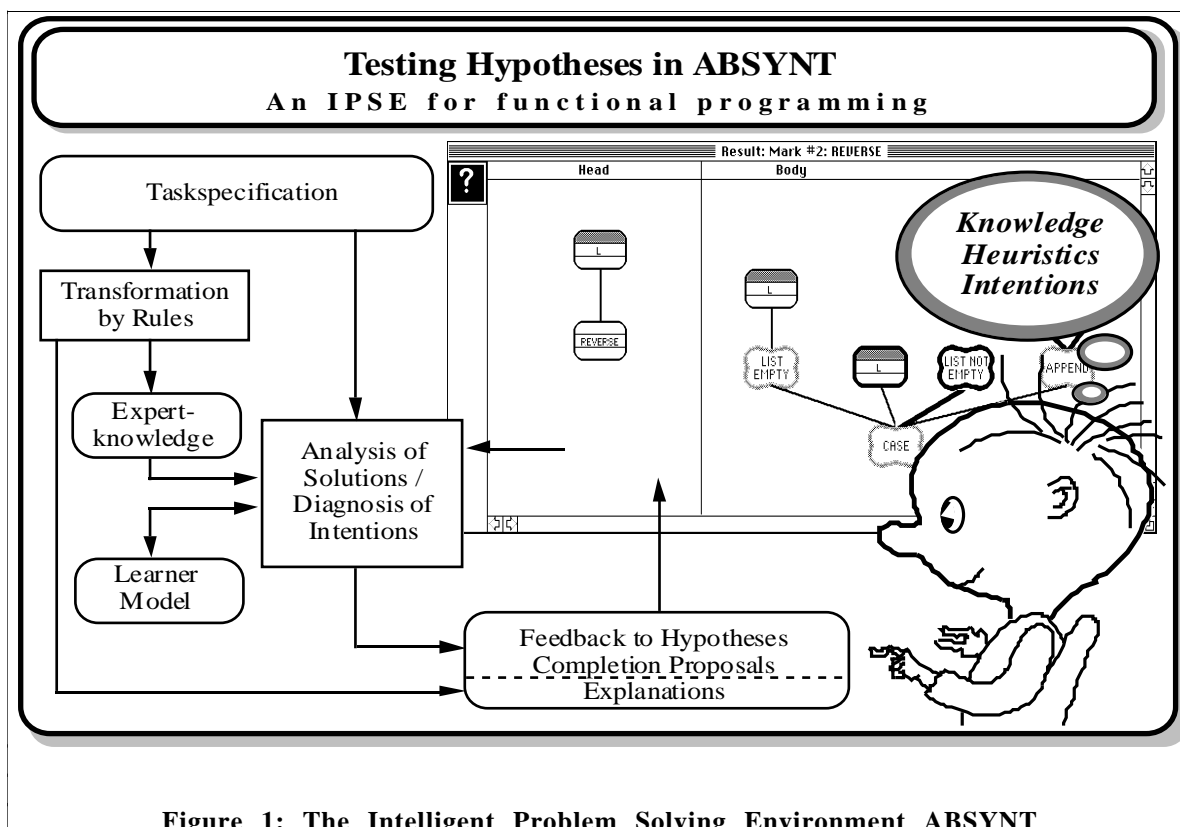 Testing Hypotheses in ABSYNT
An IPSE for functional programming
Result: Mark #2: REVERSE
?
Head
Body
Taskspecification
Transformation
by Rules
Expert-
knowledge
Learner
Model
Analysis of
Solutions /
Diagnosis of
Intentions
L
REVERSE
L
LIST
EMPTY
L
LIST NOT
EMPTY
APPEND
CASE
Knowledge
Heuristics
Intentions
Feedback to Hypotheses
Completion Proposals
Explanations
Figure 1: The Intelligent Problem Solving Environment ABSYNT